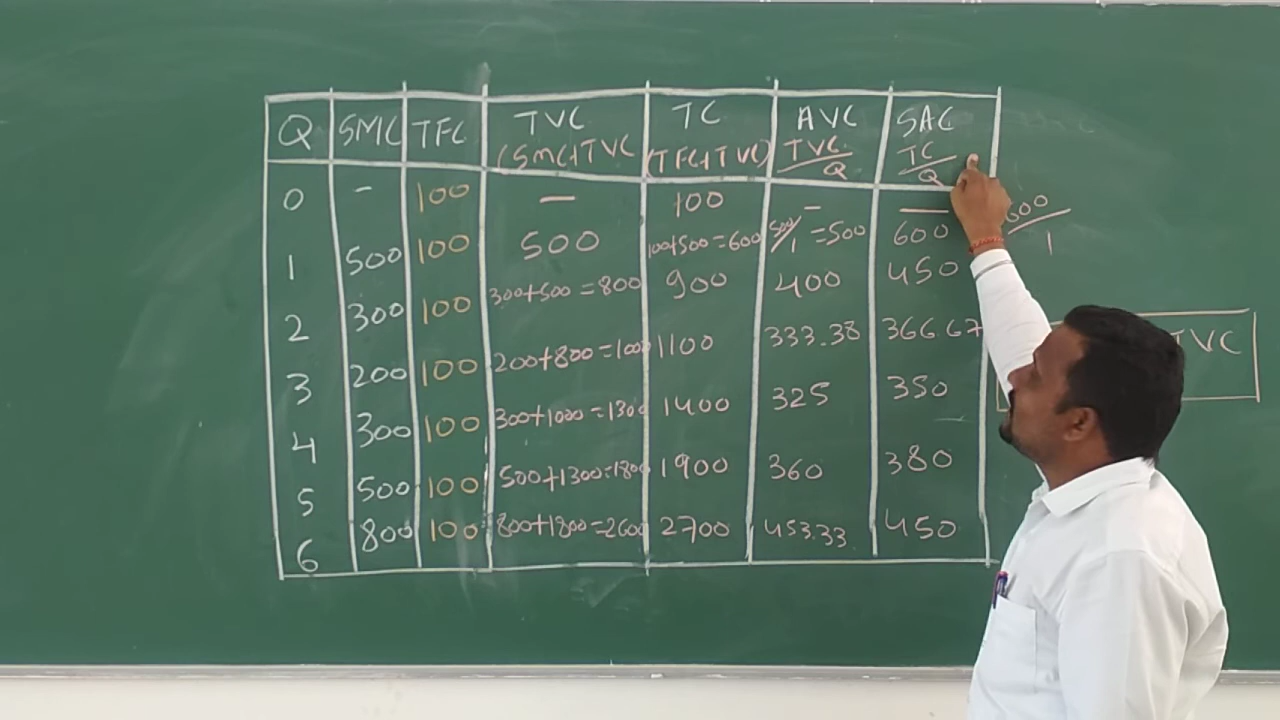 Q SMC TFC TVC TC AVC SAC
(SMC+TVC (TFC+TVC) TVC/Q TC/Q
0 - 100 — 100 — —
1 500 100 500 100+500=600 500/1=500 600
2 300 100 300+500=800 900 400 450
3 200 100 200+800=1000 1100 333.38 366.67
4 300 100 300+1000=1300 1400 325 350
5 500 100 500+1300=1800 1900 360 380
6 800 100 800+1800=2600 2700 453.33 450
600/1
TVC